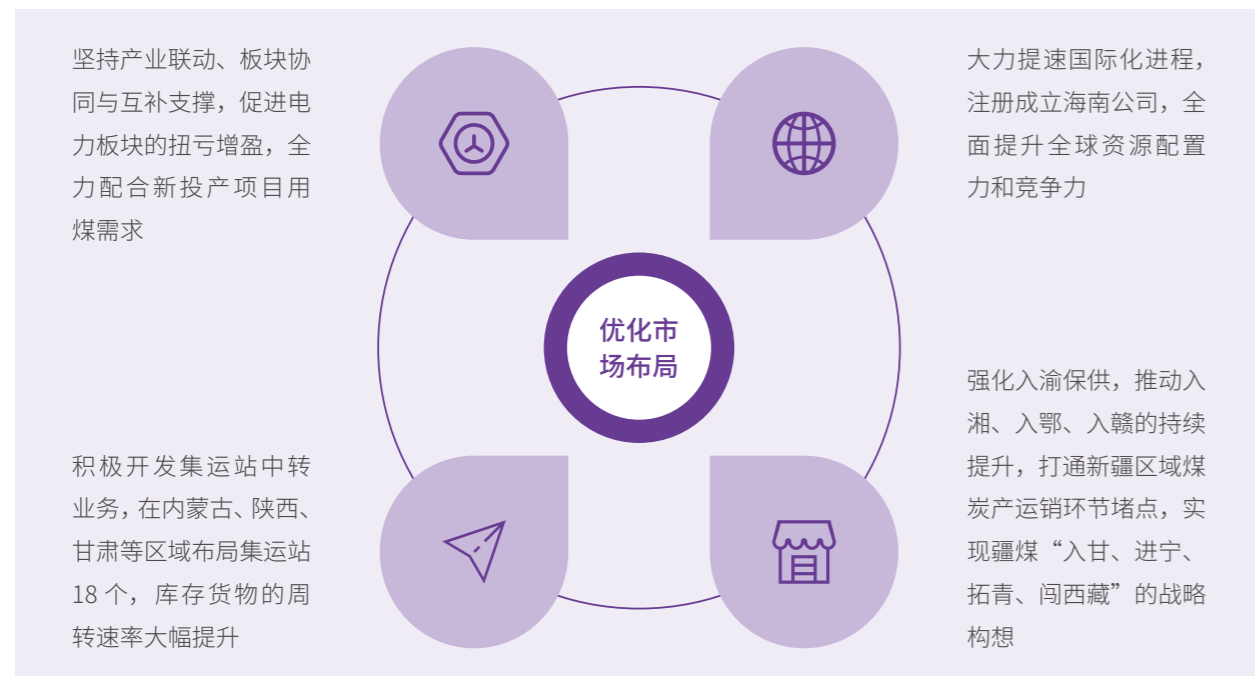 坚持产业联动、板块协
同与互补支撑，促进电
力板块的扭亏增盈，全
力配合新投产项目用
煤需求
大力提速国际化进程，
注册成立海南公司，全
面提升全球资源配置
力和竞争力
优化市
场布局
积极开发集运站中转
业务，在内蒙古、陕西、
甘肃等区域布局集运站
18 个，库存货物的周
转速率大幅提升
强化入渝保供，推动入
湘、入鄂、入赣的持续
提升，打通新疆区域煤
炭产运销环节堵点，实
现疆煤“入甘、进宁、
拓青、闯西藏”的战略
构想